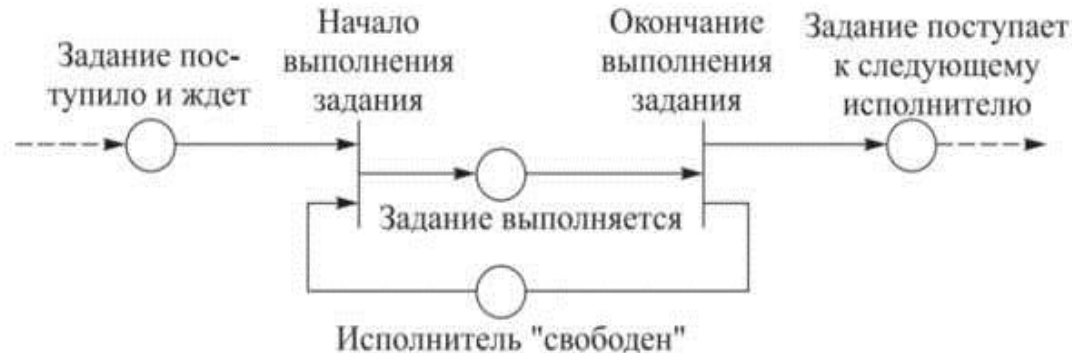 Задание пос-
тупило и ждет
Начало
выполнения
задания
Окончание
выполнения
задания
Задание поступает
к следующему
исполнителю
Задание выполняется
Исполнитель "свободен"